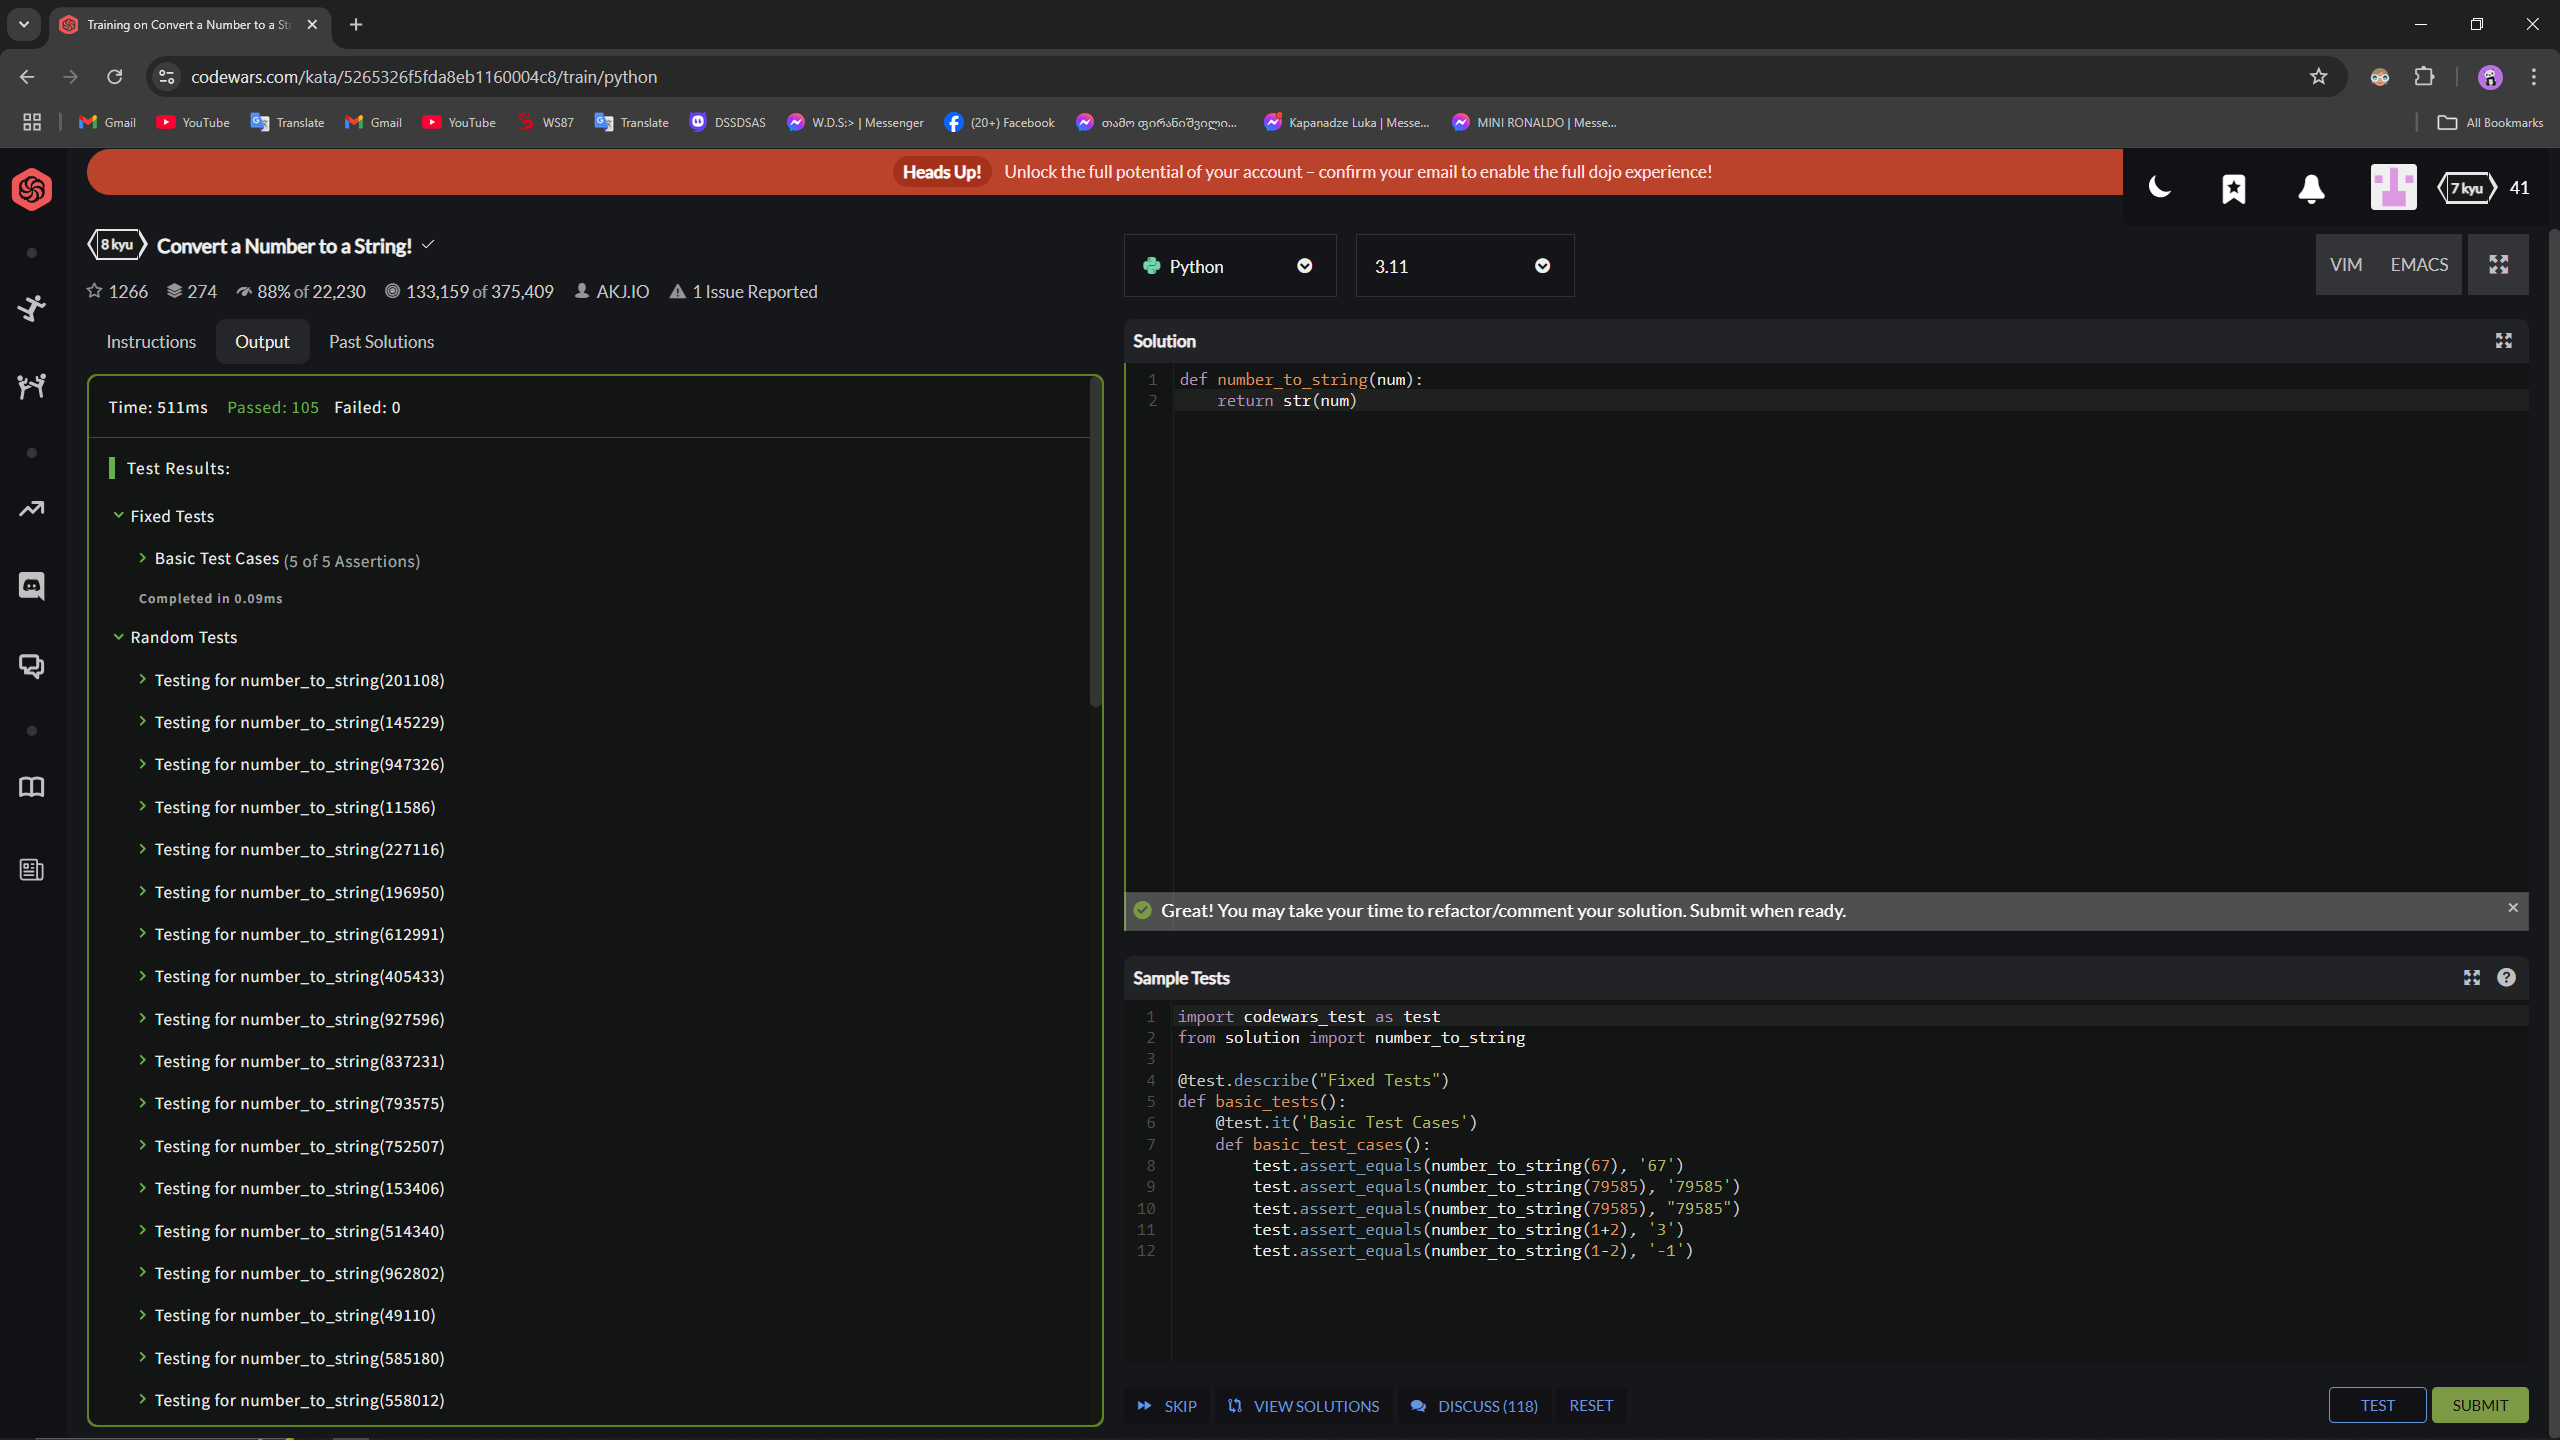 Training on Convert a Number to a St
codewars.com/kata/5265326f5fda8eb1160004c8/train/python
Gmail
YouTube
Translate
Gmail
YouTube
WS87
Translate
DSSDSAS
W.D.S:> | Messenger
(20+) Facebook
თამო ფირანიშვილი...
Kapanadze Luka | Messe...
MINI RONALDO | Messe...
All Bookmarks
Heads Up! Unlock the full potential of your account – confirm your email to enable the full dojo experience!
7 kyu 41
8 kyu Convert a Number to a String!
1266 274 88% of 22,230 133,159 of 375,409 AKJ.IO 1 Issue Reported
Instructions Output Past Solutions
Time: 511ms Passed: 105 Failed: 0
Test Results:
Fixed Tests
Basic Test Cases (5 of 5 Assertions)
Completed in 0.09ms
Random Tests
Testing for number_to_string(201108)
Testing for number_to_string(145229)
Testing for number_to_string(947326)
Testing for number_to_string(11586)
Testing for number_to_string(227116)
Testing for number_to_string(196950)
Testing for number_to_string(612991)
Testing for number_to_string(405433)
Testing for number_to_string(927596)
Testing for number_to_string(837231)
Testing for number_to_string(793575)
Testing for number_to_string(752507)
Testing for number_to_string(153406)
Testing for number_to_string(514340)
Testing for number_to_string(962802)
Testing for number_to_string(49110)
Testing for number_to_string(585180)
Testing for number_to_string(558012)
Python 3.11 VIM EMACS
Solution
1 def number_to_string(num):
2 return str(num)
Great! You may take your time to refactor/comment your solution. Submit when ready.
Sample Tests
1 import codewars_test as test
2 from solution import number_to_string
3
4 @test.describe("Fixed Tests")
5 def basic_tests():
6 @test.it('Basic Test Cases')
7 def basic_test_cases():
8 test.assert_equals(number_to_string(67), '67')
9 test.assert_equals(number_to_string(79585), '79585')
10 test.assert_equals(number_to_string(79585), "79585")
11 test.assert_equals(number_to_string(1+2), '3')
12 test.assert_equals(number_to_string(1-2), '-1')
SKIP VIEW SOLUTIONS DISCUSS (118) RESET TEST SUBMIT